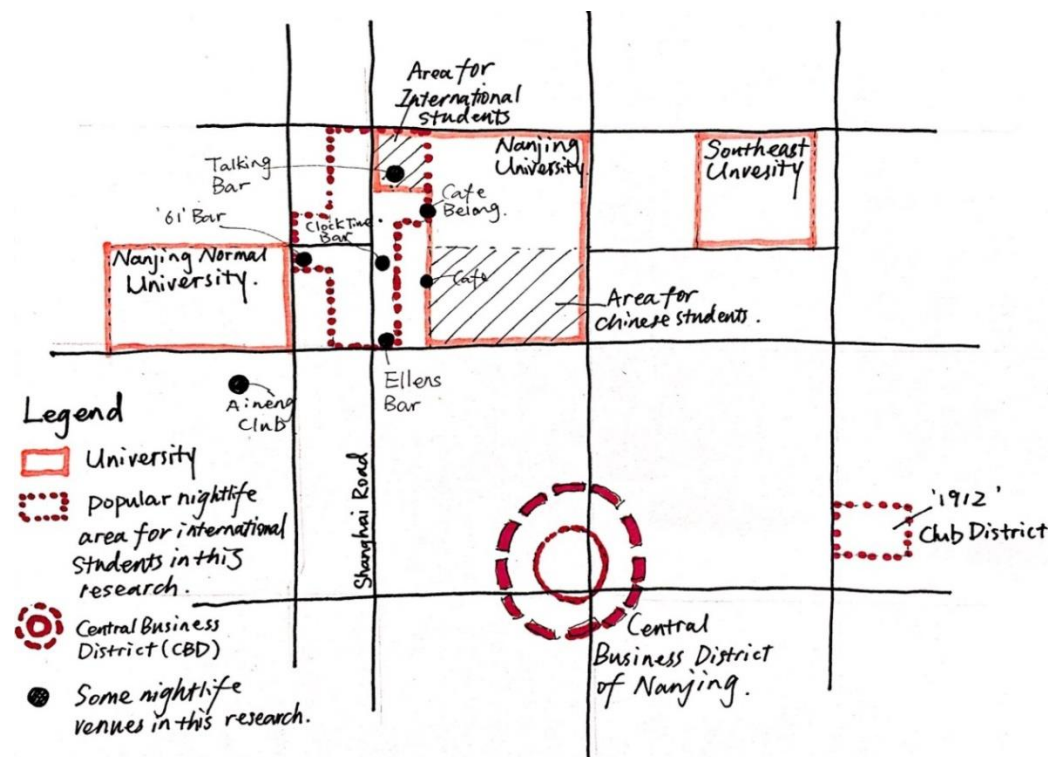 Area for
International
students
Talking
Bar
Nanjing
University
Southeast
Unvesity
Cafe
Belong.
'61' Bar
ClockTime
Bar
Nanjing Normal
University.
Cafe
Area for
Chinese students.
Ellens
Bar
Aineng
Club
Shanghai Road
Legend
University
popular nightlife
area for international
students in this
research.
Central Business
District (CBD)
Some nightlife
venues in this research.
'1912'
Club District
Central
Business District
of Nanjing.